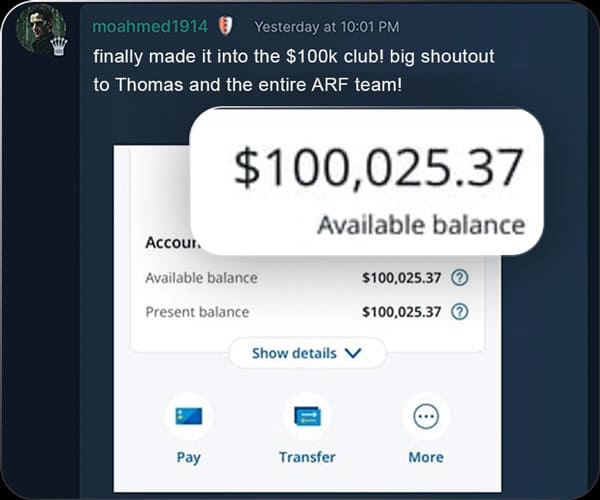 moahmed1914 Yesterday at 10:01 PM
finally made it into the $100k club! big shoutout
to Thomas and the entire ARF team!
$100,025.37
Available balance
Available balance $100,025.37
Present balance $100,025.37
Show details
Pay Transfer More